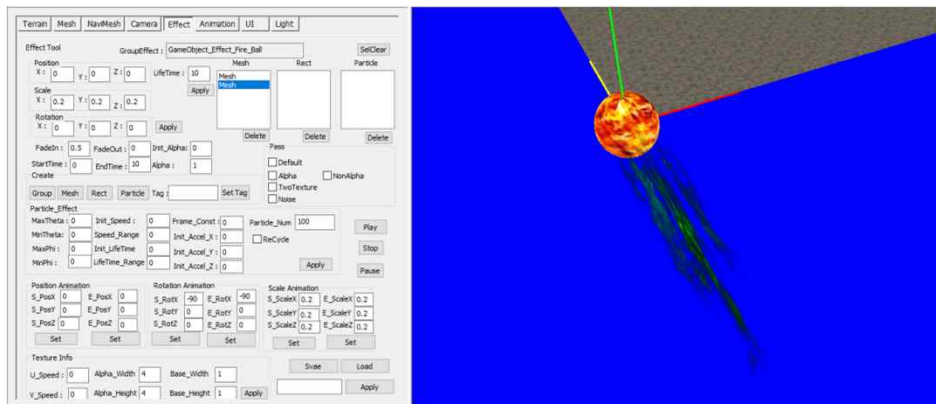 Terrain Mesh NaviMesh Camera Effect Animation UI Light
Effect Tool GroupEffect : GameObject_Effect_Fire_Ball SelClear
Position Mesh Rect Particle
X : 0 Y : 0 Z : 0 LifeTime : 10
Mesh
Mesh
Scale Apply
X : 0.2 Y : 0.2 Z : 0.2
Rotation
X : 0 Y : 0 Z : 0 Apply
Delete Delete Delete
FadeIn : 0.5 FadeOut : 0 Init_Alpha: 0
StartTime : 0 EndTime : 10 Alpha : 1
Pass
Default
Alpha NonAlpha
TwoTexture
Noise
Create
Group Mesh Rect Particle Tag : Set Tag
Particle_Effect
MaxTheta : 0 Init_Speed : 0 Frame_Const : 0 Particle_Num 100
MinTheta: 0 Speed_Range 0 Init_Accel_X : 0 ReCycle
MaxPhi : 0 Init_LifeTime 0 Init_Accel_Y : 0
MinPhi : 0 LifeTime_Range 0 Init_Accel_Z : 0 Apply
Play
Stop
Pause
Position Animation Rotation Animation Scale Animation
S_PosX 0 E_PosX 0 S_RotX -90 E_RotX -90 S_ScaleX 0.2 E_ScaleX 0.2
S_PosY 0 E_PosY 0 S_RotY 0 E_RotY 0 S_ScaleY 0.2 E_ScaleY 0.2
S_PosZ 0 E_PosZ 0 S_RotZ 0 E_RotZ 0 S_ScaleZ 0.2 E_ScaleZ 0.2
Set Set Set Set Set Set
Texture Info
U_Speed : 0 Alpha_Width 4 Base_Width 1
V_Speed : 0 Alpha_Height 4 Base_Height 1 Apply
Svae Load
Apply